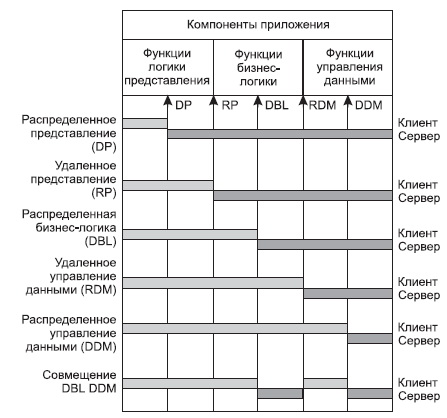 Компоненты приложения
Функции
логики
представления
Функции
бизнес-
логики
Функции
управления
данными
DP
RP
DBL
RDM
DDM
Распределенное
представление
(DP)
Клиент
Сервер
Удаленное
представление
(RP)
Клиент
Сервер
Распределенная
бизнес-логика
(DBL)
Клиент
Сервер
Удаленное
управление
данными (RDM)
Клиент
Сервер
Распределенное
управление
данными (DDM)
Клиент
Сервер
Совмещение
DBL DDM
Клиент
Сервер